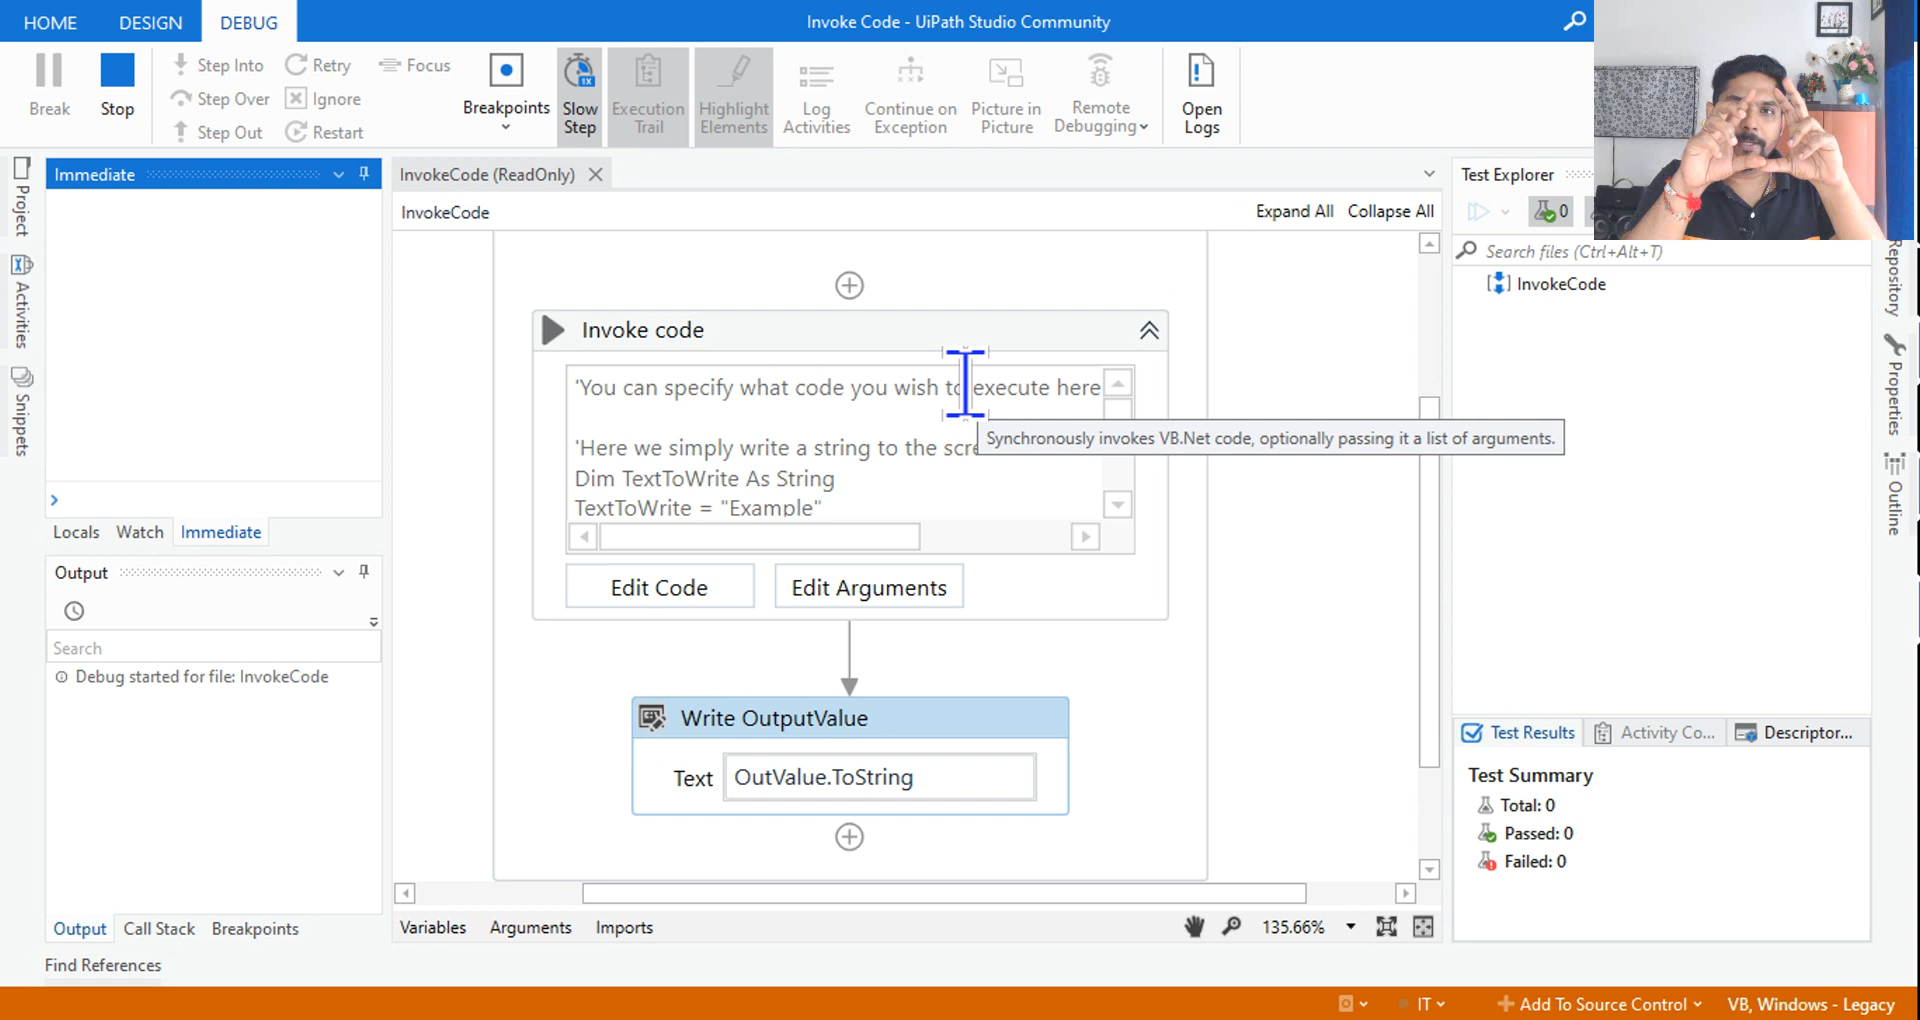 HOME DESIGN DEBUG
Invoke Code - UiPath Studio Community
Break
Stop
Step Into
Step Over
Step Out
Retry
Ignore
Restart
Focus
Breakpoints
Slow Step
1X
Execution Trail
Highlight Elements
Log Activities
Continue on Exception
Picture in Picture
Remote Debugging
Open Logs
Project
Activities
Snippets
Immediate
Locals Watch Immediate
Output
Search
Debug started for file: InvokeCode
Output Call Stack Breakpoints
Find References
InvokeCode (ReadOnly)
InvokeCode
Expand All Collapse All
Invoke code
'You can specify what code you wish to execute here
'Here we simply write a string to the scre
Dim TextToWrite As String
TextToWrite = "Example"
Synchronously invokes VB.Net code, optionally passing it a list of arguments.
Edit Code Edit Arguments
Write OutputValue
Text OutValue.ToString
Variables Arguments Imports
135.66%
Test Explorer
0
Search files (Ctrl+Alt+T)
InvokeCode
Test Results Activity Co... Descriptor...
Test Summary
Total: 0
Passed: 0
Failed: 0
Repository
Properties
Outline
IT
Add To Source Control
VB, Windows - Legacy